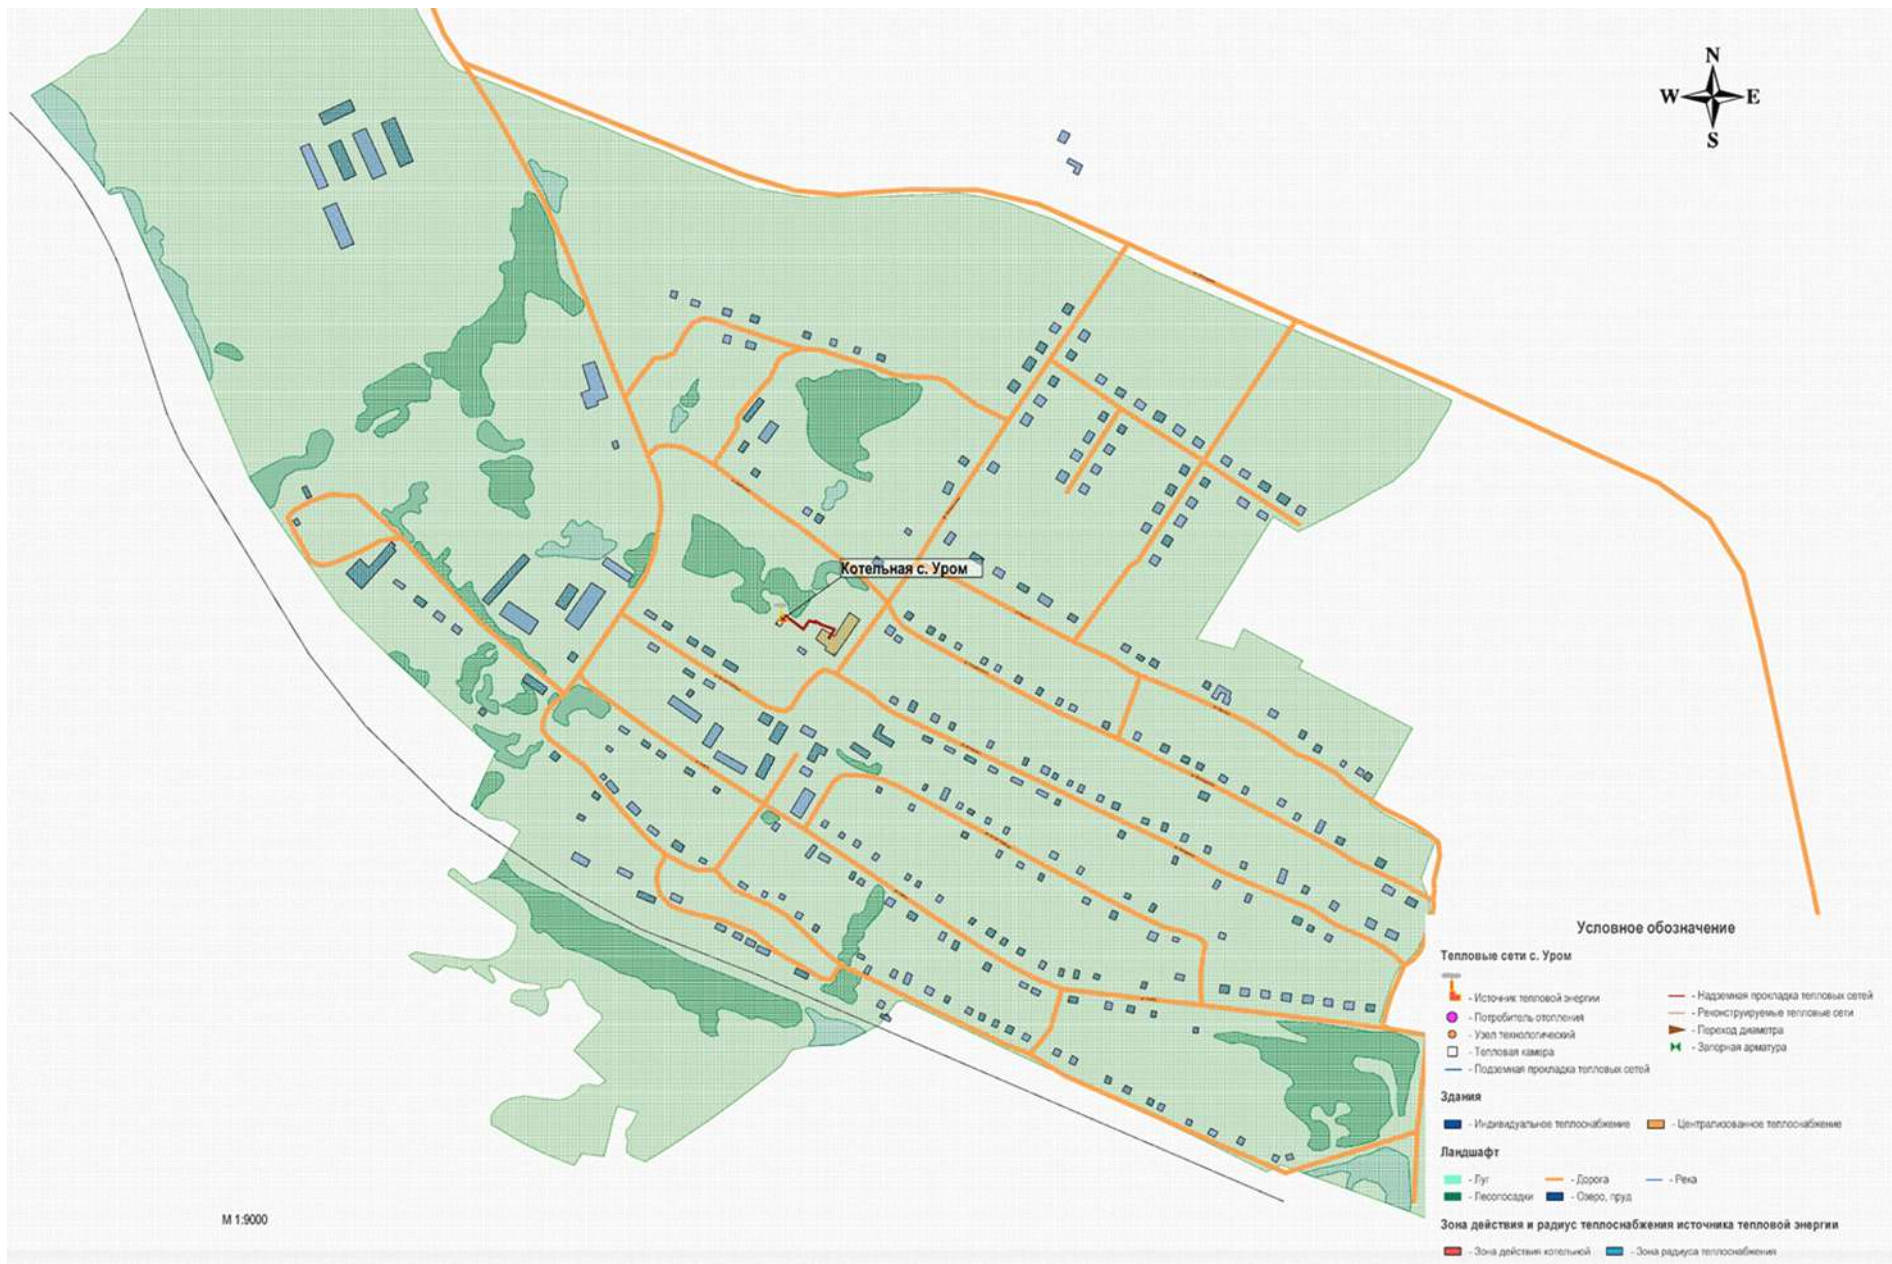 N
W E
S
Котельная с. Уром
Условное обозначение
Тепловые сети с. Уром
- Источник тепловой энергии
- Потребитель отопления
- Узел технологический
- Тепловая камера
- Подземная прокладка тепловых сетей
- Надземная прокладка тепловых сетей
- Реконструируемые тепловые сети
- Переход диаметра
- Запорная арматура
Здания
- Индивидуальное теплоснабжение
- Централизованное теплоснабжение
Ландшафт
- Луг
- Дорога
- Река
- Лесопосадки
- Озеро, пруд
Зона действия и радиус теплоснабжения источника тепловой энергии
- Зона действия котельной
- Зона радиуса теплоснабжения
М 1:9000